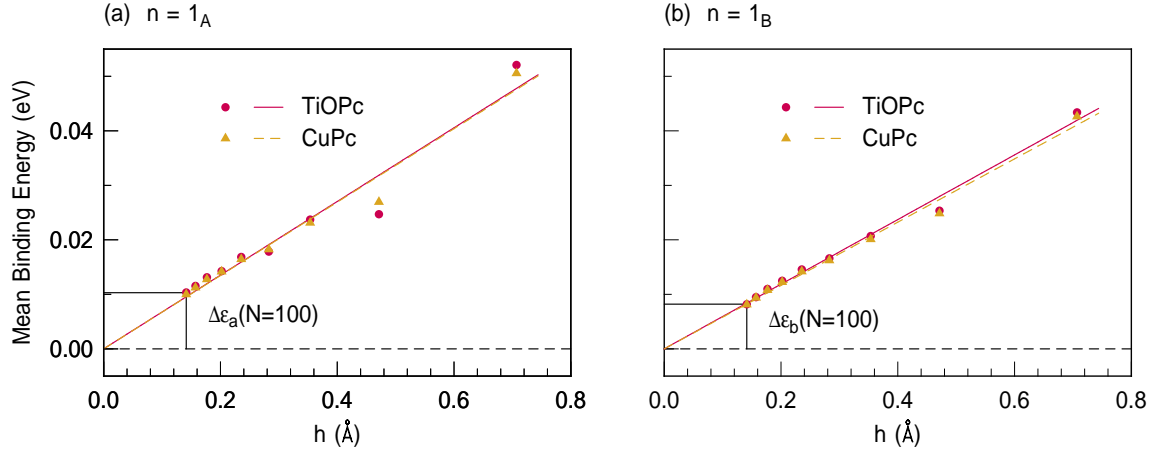 (a) n = 1A
(b) n = 1B
Mean Binding Energy (eV)
0.04
0.02
0.00
TiOPc
CuPc
Δεa(N=100)
0.0 0.2 0.4 0.6 0.8
h (Å)
TiOPc
CuPc
Δεb(N=100)
0.0 0.2 0.4 0.6 0.8
h (Å)